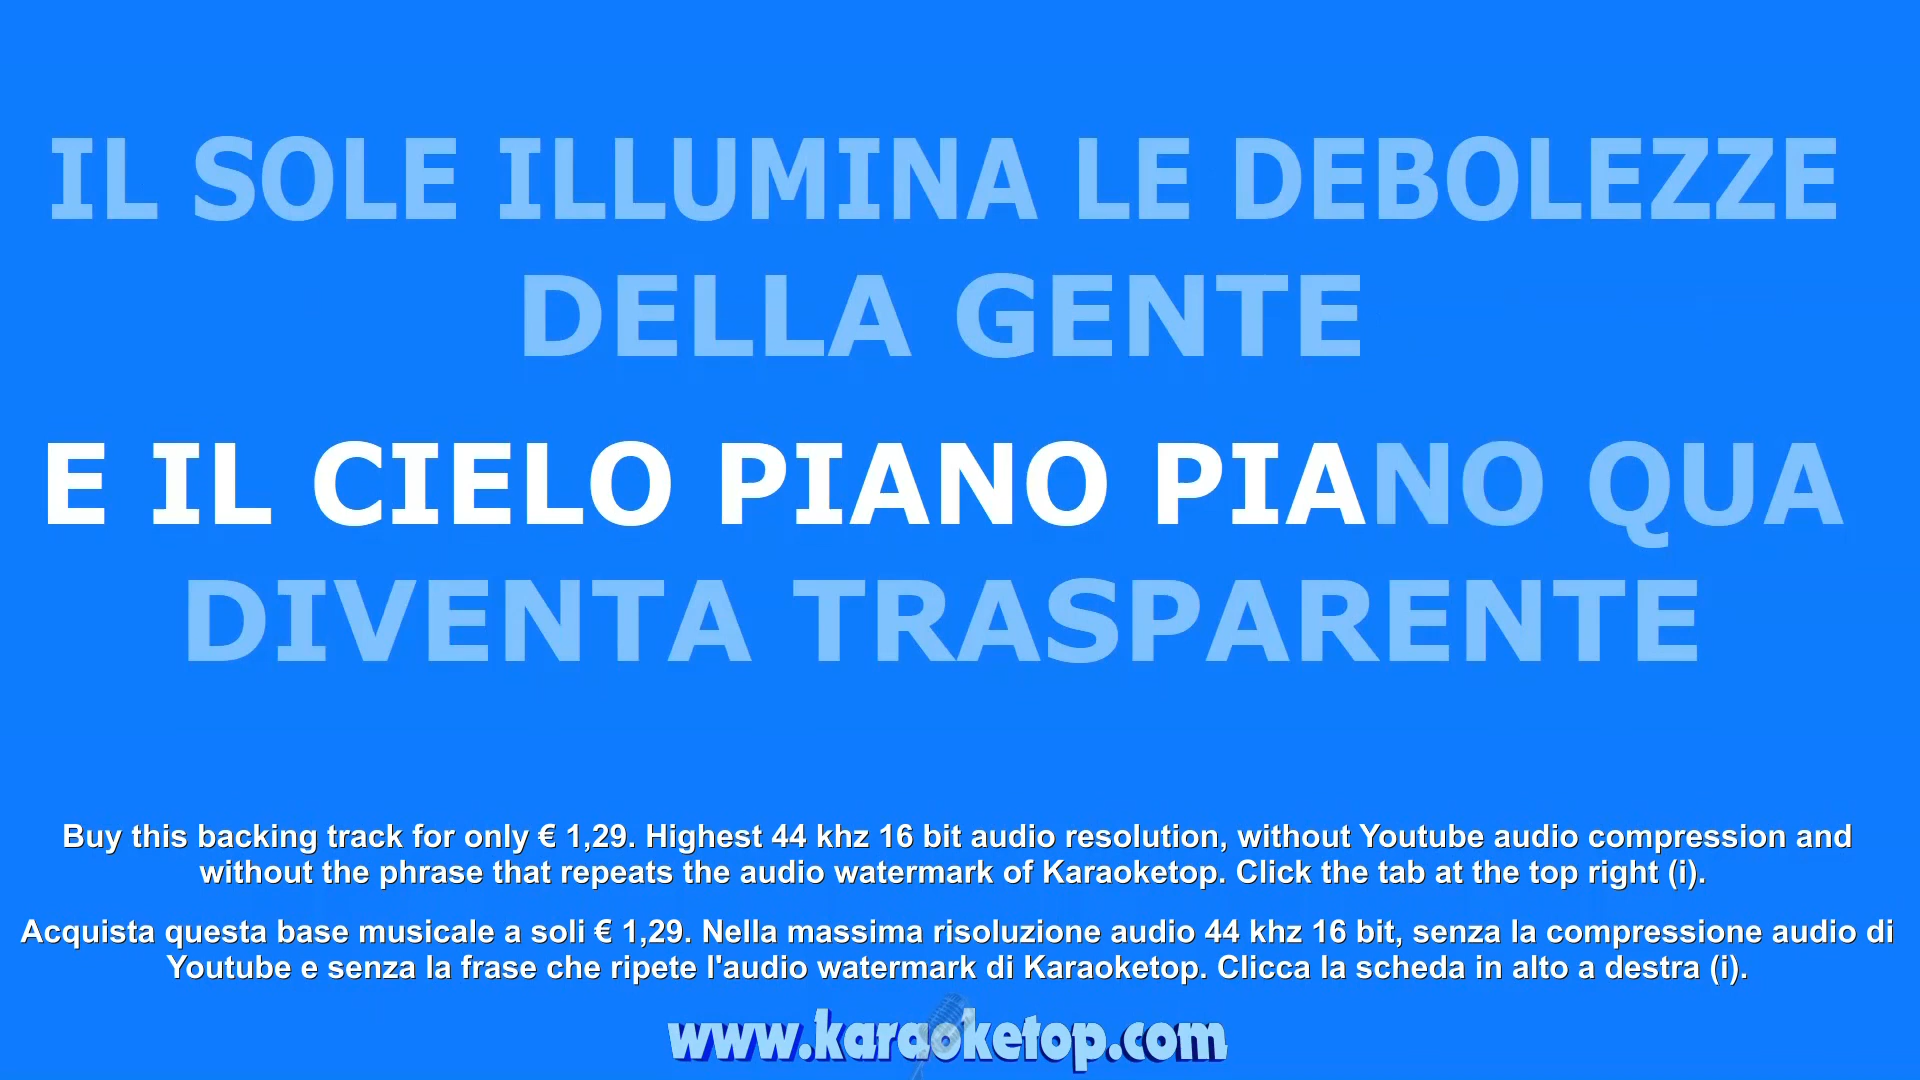 IL SOLE ILLUMINA LE DEBOLEZZE
DELLA GENTE
E IL CIELO PIANO PIANO QUA
DIVENTA TRASPARENTE
Buy this backing track for only € 1,29. Highest 44 khz 16 bit audio resolution, without Youtube audio compression and
without the phrase that repeats the audio watermark of Karaoketop. Click the tab at the top right (i).
Acquista questa base musicale a soli € 1,29. Nella massima risoluzione audio 44 khz 16 bit, senza la compressione audio di
Youtube e senza la frase che ripete l'audio watermark di Karaoketop. Clicca la scheda in alto a destra (i).
www.karaoketop.com